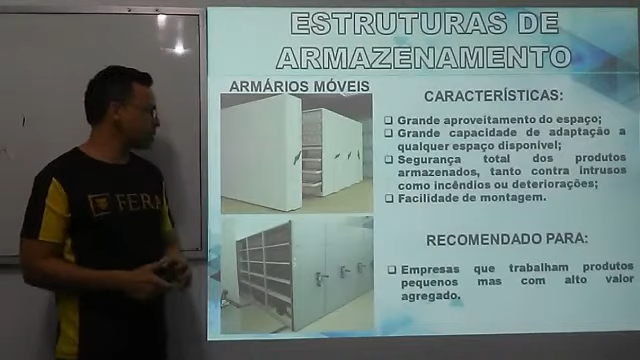 ESTRUTURAS DE
ARMAZENAMENTO
ARMÁRIOS MÓVEIS
CARACTERÍSTICAS:
Grande aproveitamento do espaço;
Grande capacidade de adaptação a
qualquer espaço disponível;
Segurança total dos produtos
armazenados, tanto contra intrusos
como incêndios ou deteriorações;
Facilidade de montagem.
RECOMENDADO PARA:
Empresas que trabalham produtos
pequenos mas com alto valor
agregado.